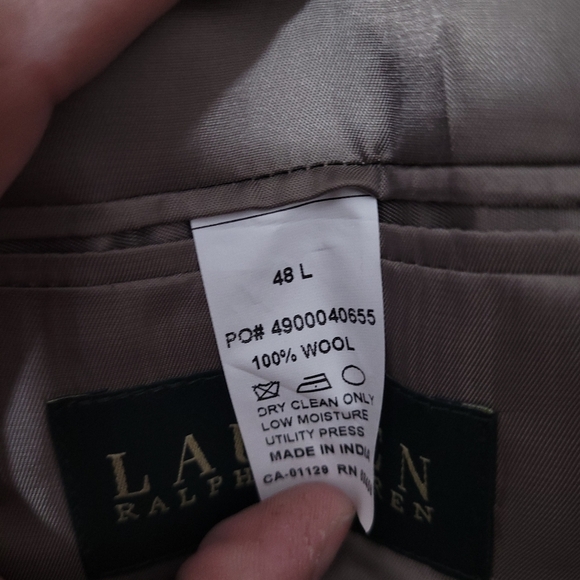 48 L
PO# 4900040655
100% WOOL
DRY CLEAN ONLY
LOW MOISTURE
UTILITY PRESS
MADE IN INDIA
CA-01129 RN